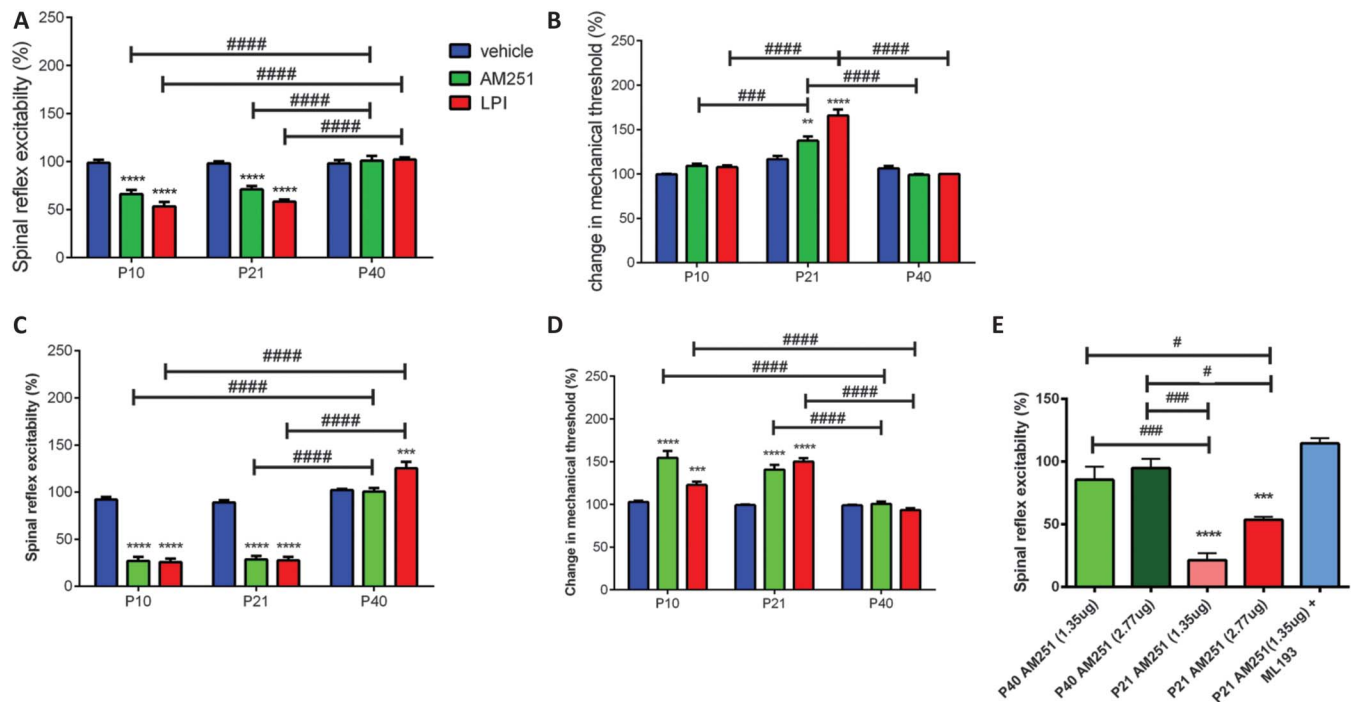 A
Spinal reflex excitability (%)
250
200
150
100
50
0
####
####
####
####
****
****
****
****
P10
P21
P40
vehicle
AM251
LPI
B
change in mechanical threshold (%)
250
200
150
100
50
0
####
####
####
###
**
****
P10
P21
P40
C
Spinal reflex excitability (%)
250
200
150
100
50
0
####
####
####
####
****
****
****
****
***
P10
P21
P40
D
Change in mechanical threshold (%)
250
200
150
100
50
0
####
####
####
####
****
***
****
****
P10
P21
P40
E
Spinal reflex excitabilty (%)
150
100
50
0
#
#
###
###
****
***
P40 AM251 (1.35ug)
P40 AM251 (2.77ug)
P21 AM251 (1.35ug)
P21 AM251 (2.77ug)
P21 AM251(1.35ug) +
ML193